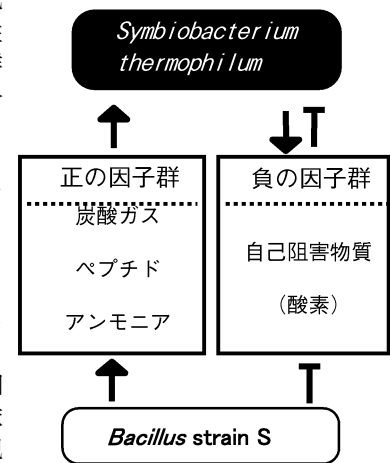 Symbiobacterium
thermophilum
正の因子群
炭酸ガス
ペプチド
アンモニア
負の因子群
自己阻害物質
（酸素）
Bacillus strain S